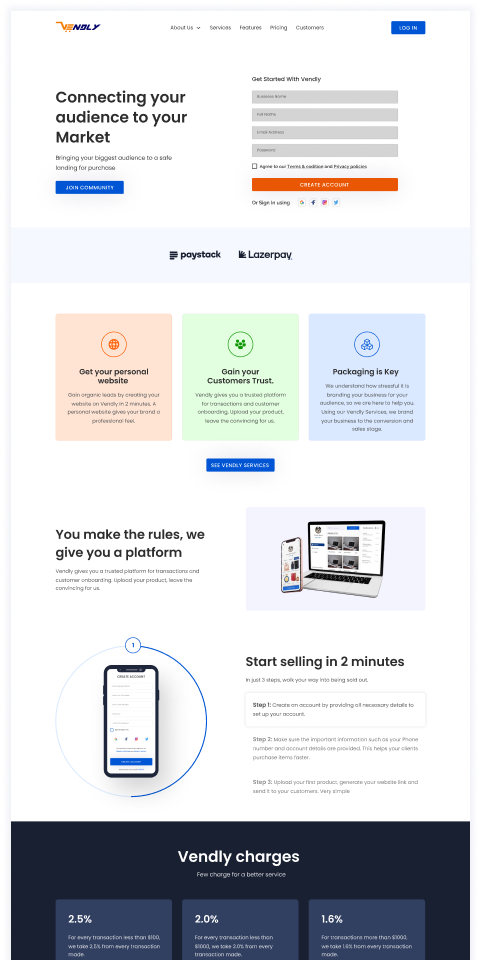 VENDLY
About Us
Services
Features
Pricing
Customers
LOG IN
Connecting your
audience to your
Market
Bringing your biggest audience to a safe
landing for purchase
JOIN COMMUNITY
Get Started With Vendly
Business Name
Full Name
Email Address
Password
Agree to our Terms & codition and Privacy policies
CREATE ACCOUNT
Or Sign In using
paystack
Lazerpay
Get your personal
website
Gain organic leads by creating your
website on Vendly in 2 minutes. A
personal website gives your brand a
professional feel.
Gain your
Customers Trust.
Vendly gives you a trusted platform
for transactions and customer
onboarding. Upload your product,
leave the convincing for us.
Packaging is Key
We understand how stressful it is
branding your business for your
audience, so we are here to help you.
Using our Vendly Services, we brand
your business to the conversion and
sales stage.
SEE VENDLY SERVICES
You make the rules, we
give you a platform
Vendly gives you a trusted platform for transactions and
customer onboarding. Upload your product, leave the
convincing for us.
1
CREATE ACCOUNT
Start selling in 2 minutes
In just 3 steps, walk your way into being sold out.
Step 1: Create an account by providing all necessary details to
set up your account.
Step 2: Make sure the important information such as your Phone
number and account details are provided. This helps your clients
purchase items faster.
Step 3: Upload your first product, generate your website link and
send it to your customers. Very simple
Vendly charges
Few charge for a better service
2.5%
For every transaction less than $100,
we take 2.5% from every transaction
made.
2.0%
For every transaction less than
$1000, we take 2.0% from every
transaction made.
1.6%
For transactions more than $1000,
we take 1.6% from every transaction
made.